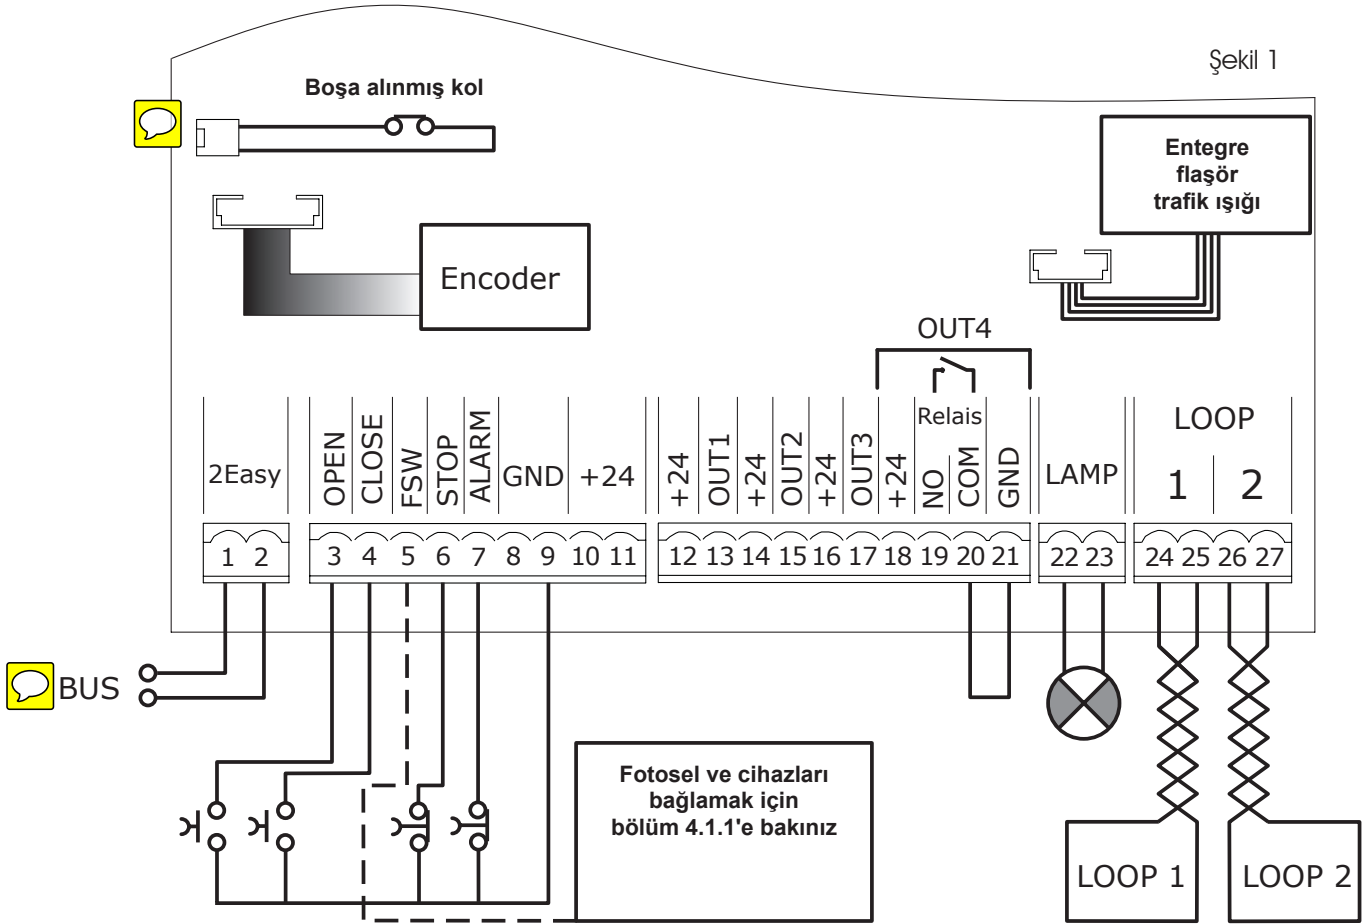 Şekil 1
Boşa alınmış kol
Entegre
flaşör
trafik ışığı
Encoder
OUT4
Relais
2Easy
OPEN
CLOSE
FSW
STOP
ALARM
GND
+24
+24
OUT1
+24
OUT2
+24
OUT3
+24
NO
COM
GND
LAMP
LOOP
1 2
1 2 3 4 5 6 7 8 9 10 11 12 13 14 15 16 17 18 19 20 21 22 23 24 25 26 27
BUS
Fotosel ve cihazları
bağlamak için
bölüm 4.1.1'e bakınız
LOOP 1
LOOP 2